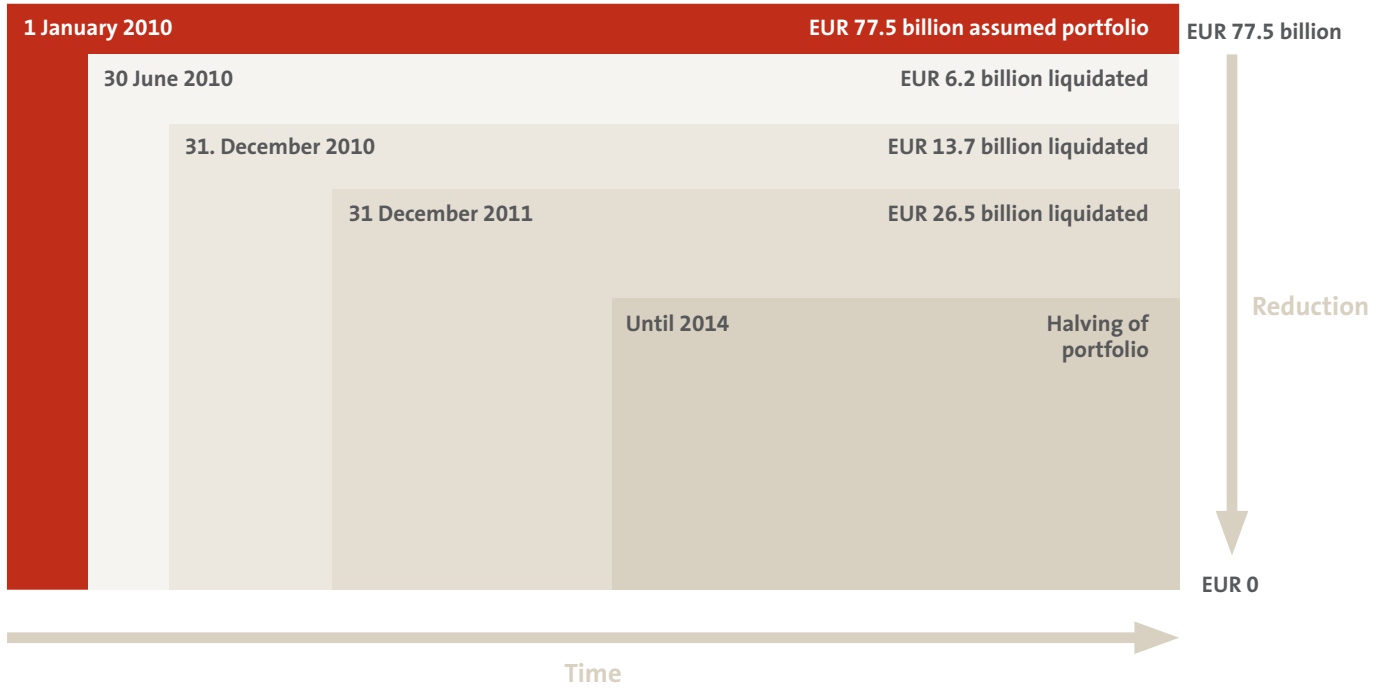 1 January 2010 EUR 77.5 billion assumed portfolio EUR 77.5 billion
30 June 2010 EUR 6.2 billion liquidated
31. December 2010 EUR 13.7 billion liquidated
31 December 2011 EUR 26.5 billion liquidated
Reduction
Until 2014 Halving of
portfolio
EUR 0
Time